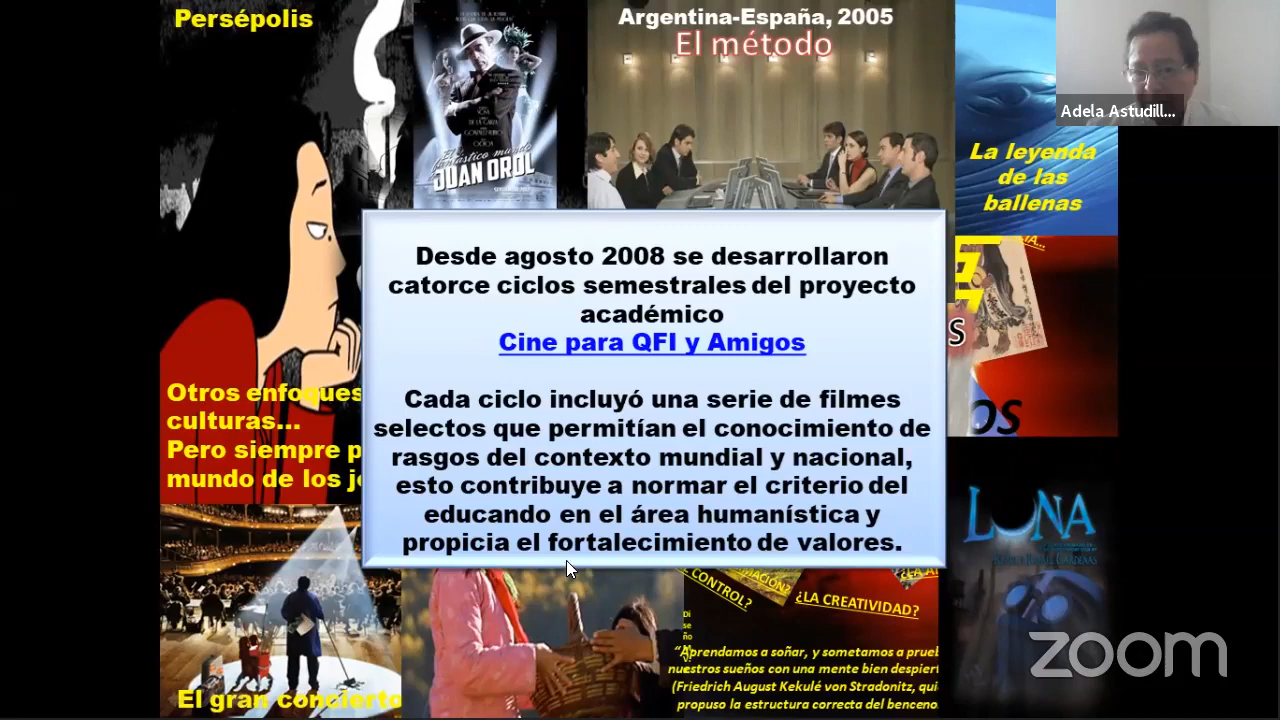 Persépolis
Argentina-España, 2005
El método
Adela Astudill...
JUAN OROL
La leyenda
de las
ballenas
Desde agosto 2008 se desarrollaron
catorce ciclos semestrales del proyecto
académico
Cine para QFI y Amigos
Cada ciclo incluyó una serie de filmes
selectos que permitían el conocimiento de
rasgos del contexto mundial y nacional,
esto contribuye a normar el criterio del
educando en el área humanística y
propicia el fortalecimiento de valores.
Otros enfoques
culturas...
Pero siempre p
mundo de los j
OS
LUNA
CONTROL?
¿LA CREATIVIDAD?
Di
se
ño
"Aprendamos a soñar, y sometamos a prueb
nuestros sueños con una mente bien despiert
(Friedrich August Kekulé von Stradonitz, qui
propuso la estructura correcta del benceno.
El gran concierto
zoom